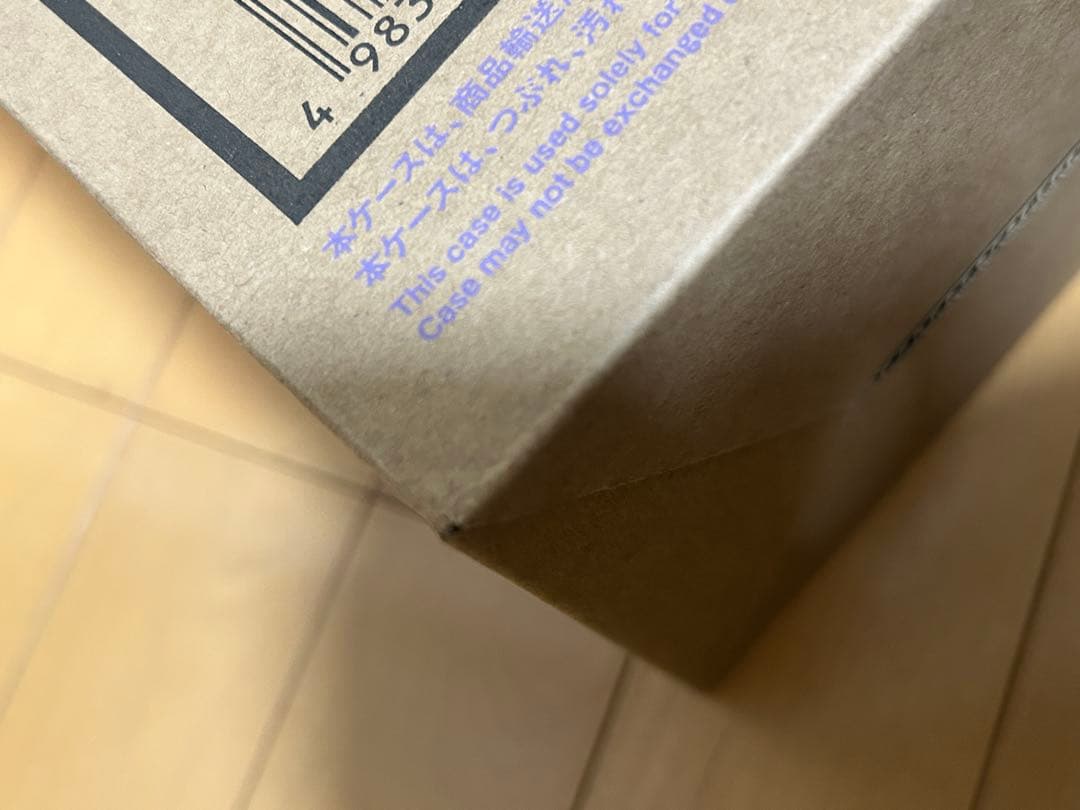 4 983
本ケースは、商品輸送
本ケースは、つぶれ、汚れ
This case is used solely for
Case may not be exchanged